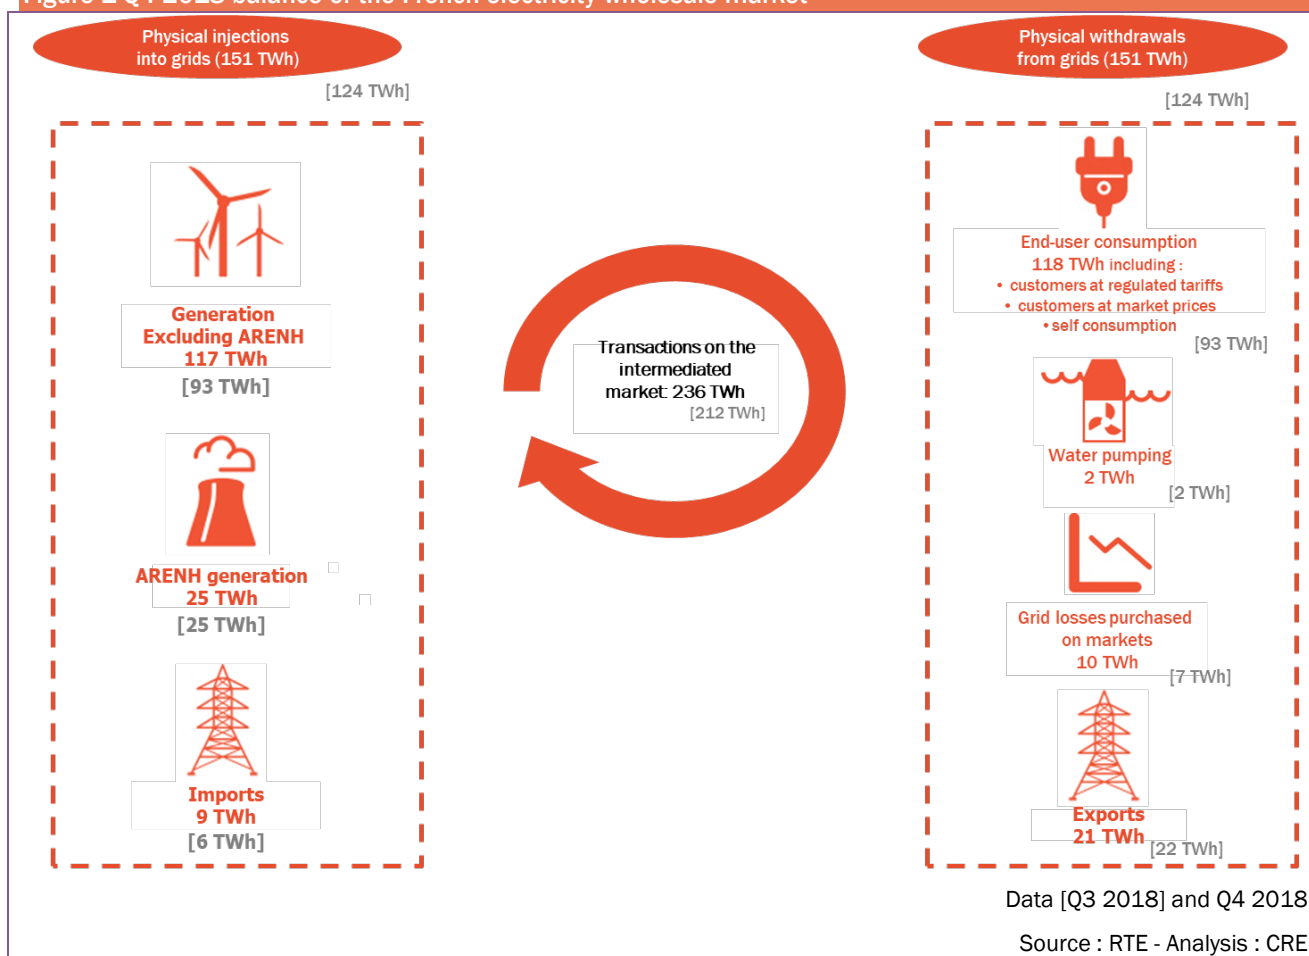 Physical injections
into grids (151 TWh)
[124 TWh]
Generation
Excluding ARENH
117 TWh
[93 TWh]
ARENH generation
25 TWh
[25 TWh]
Imports
9 TWh
[6 TWh]
Transactions on the
intermediated
market: 236 TWh
[212 TWh]
Physical withdrawals
from grids (151 TWh)
[124 TWh]
End-user consumption
118 TWh including :
• customers at regulated tariffs
• customers at market prices
• self consumption
[93 TWh]
Water pumping
2 TWh
[2 TWh]
Grid losses purchased
on markets
10 TWh
[7 TWh]
Exports
21 TWh
[22 TWh]
Data [Q3 2018] and Q4 2018
Source : RTE - Analysis : CRE